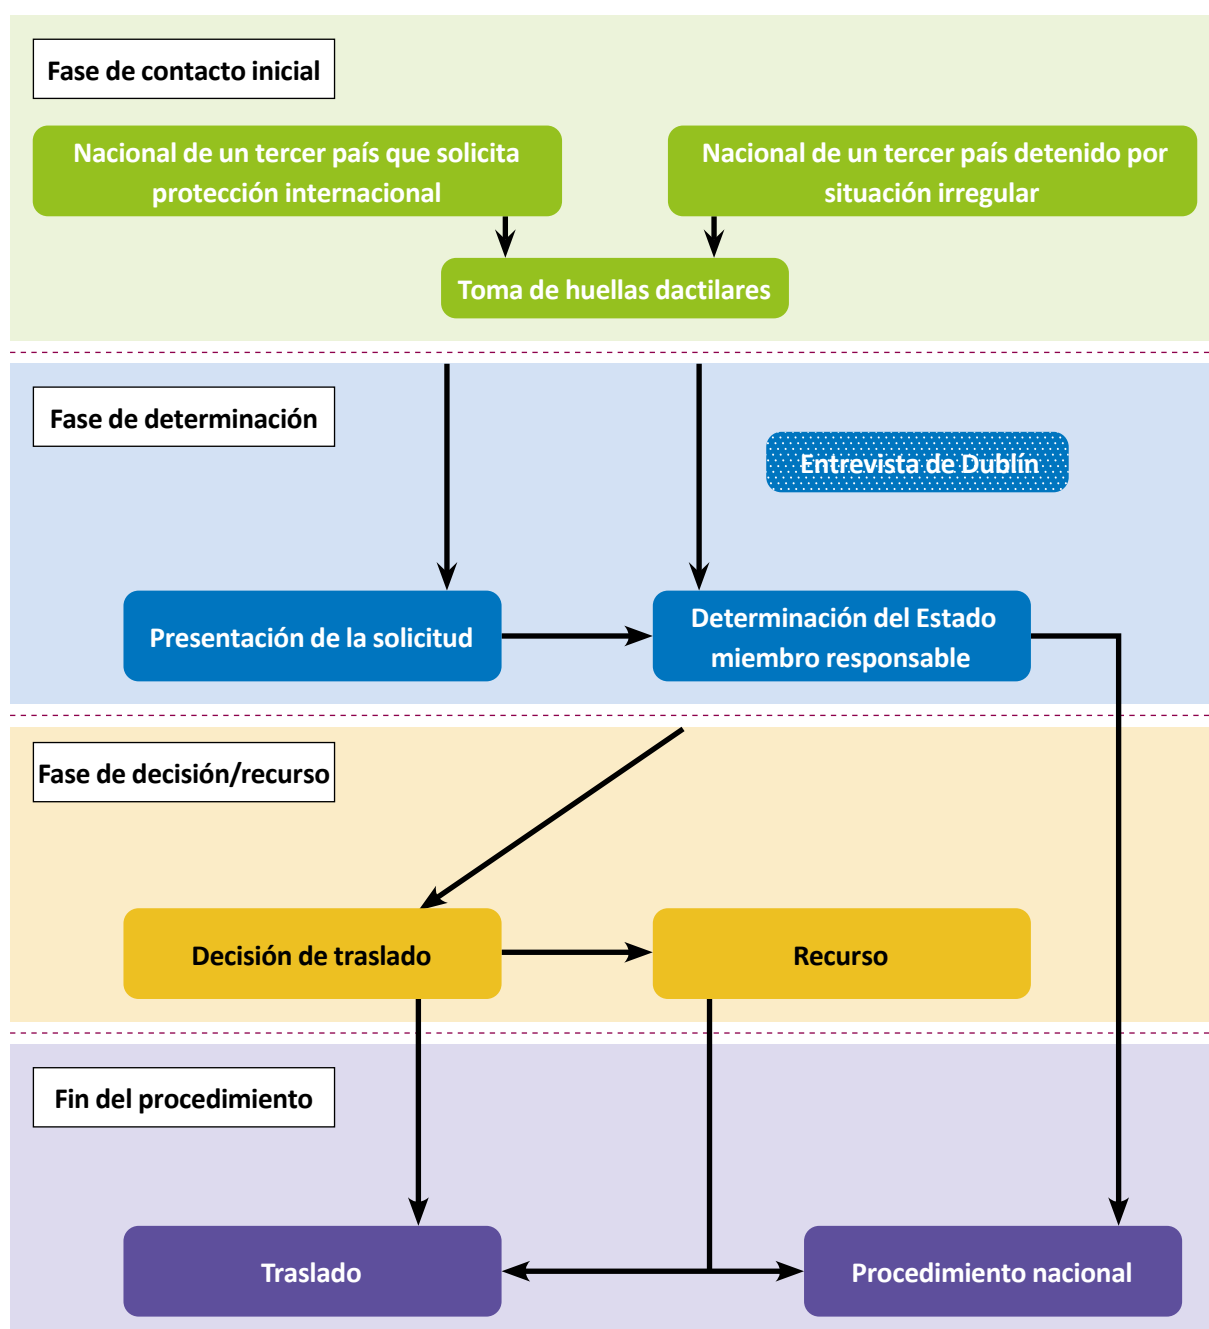 Fase de contacto inicial
Nacional de un tercer país que solicita
protección internacional
Nacional de un tercer país detenido por
situación irregular
Toma de huellas dactilares
Fase de determinación
Entrevista de Dublín
Presentación de la solicitud
Determinación del Estado
miembro responsable
Fase de decisión/recurso
Decisión de traslado
Recurso
Fin del procedimiento
Traslado
Procedimiento nacional